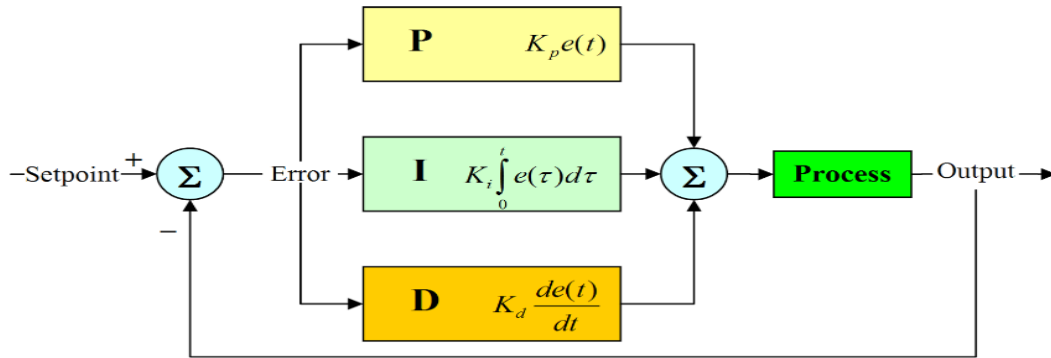 P K_p e(t)
–Setpoint
+
Σ
–
Error
I K_i ∫_0^t e(τ)dτ
Σ
Process
Output
D K_d de(t)/dt